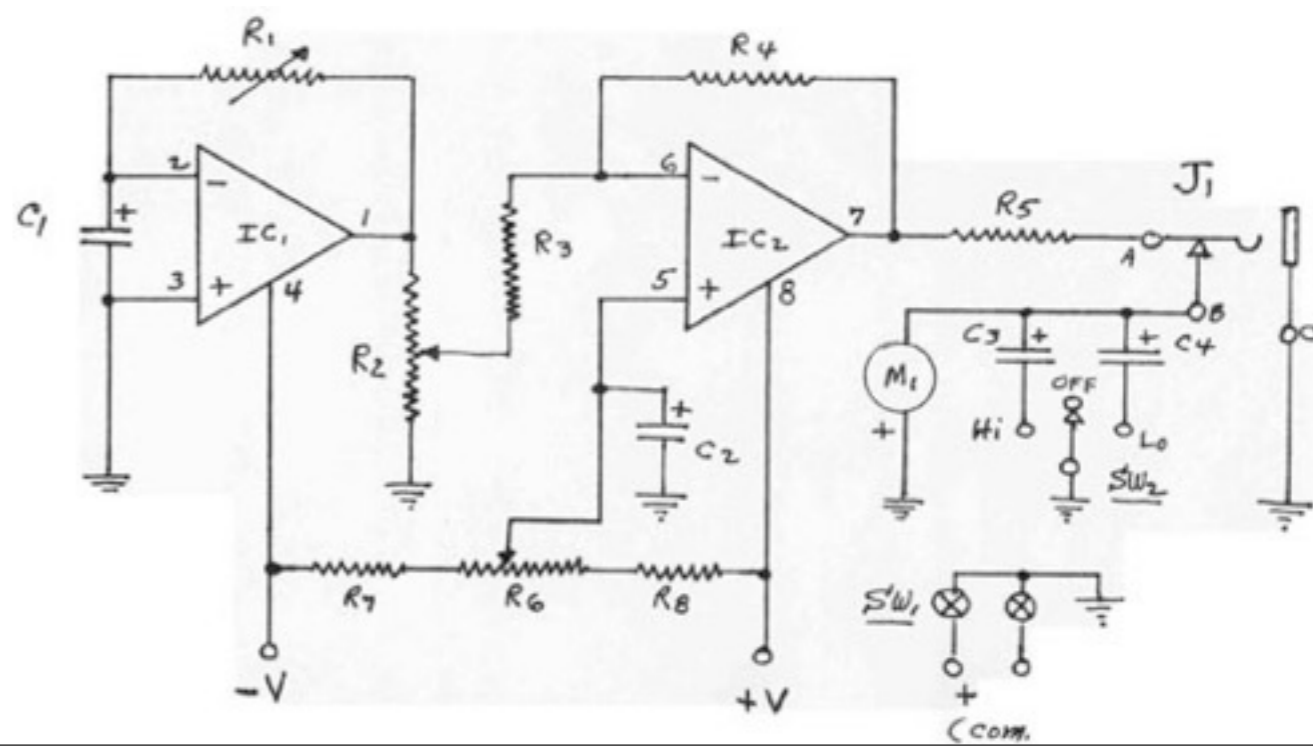 R1
R4
2
-
C1
+
IC1
1
3
+
4
6
-
R3
IC2
7
5
+
8
R5
J1
A
R2
B
C3
+
+
C4
C
M1
+
OFF
Hi
Lo
SW2
+
C2
R7
R6
R8
SW1
-V
+V
+
(com.